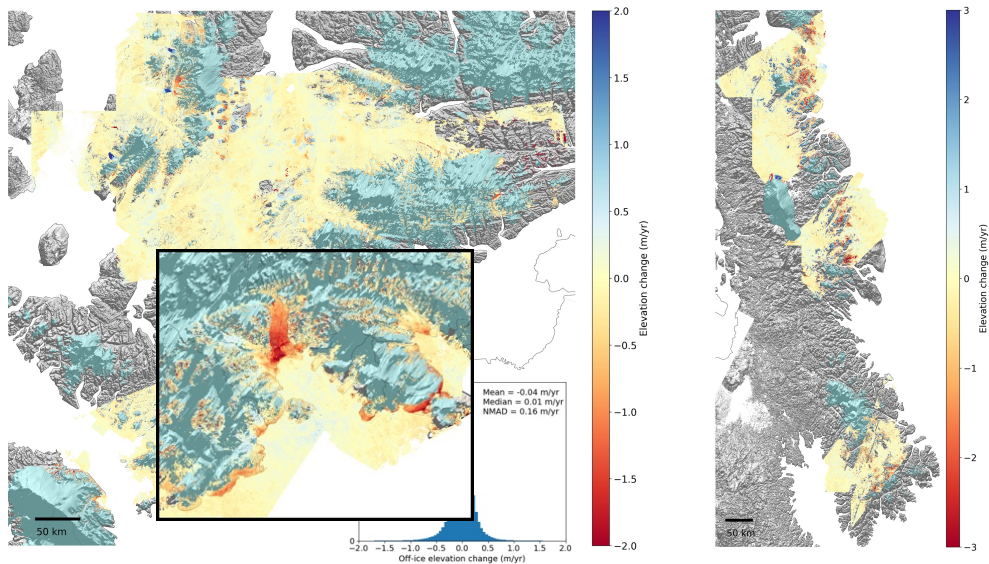 2.0
1.5
1.0
0.5
0.0
−0.5
−1.0
−1.5
−2.0
Elevation change (m/yr)
Mean = -0.04 m/yr
Median = 0.01 m/yr
NMAD = 0.16 m/yr
0
−2.0 −1.5 −1.0 −0.5 0.0 0.5 1.0 1.5 2.0
Off-ice elevation change (m/yr)
50 km
50 km
3
2
1
0
−1
−2
−3
Elevation change (m/yr)